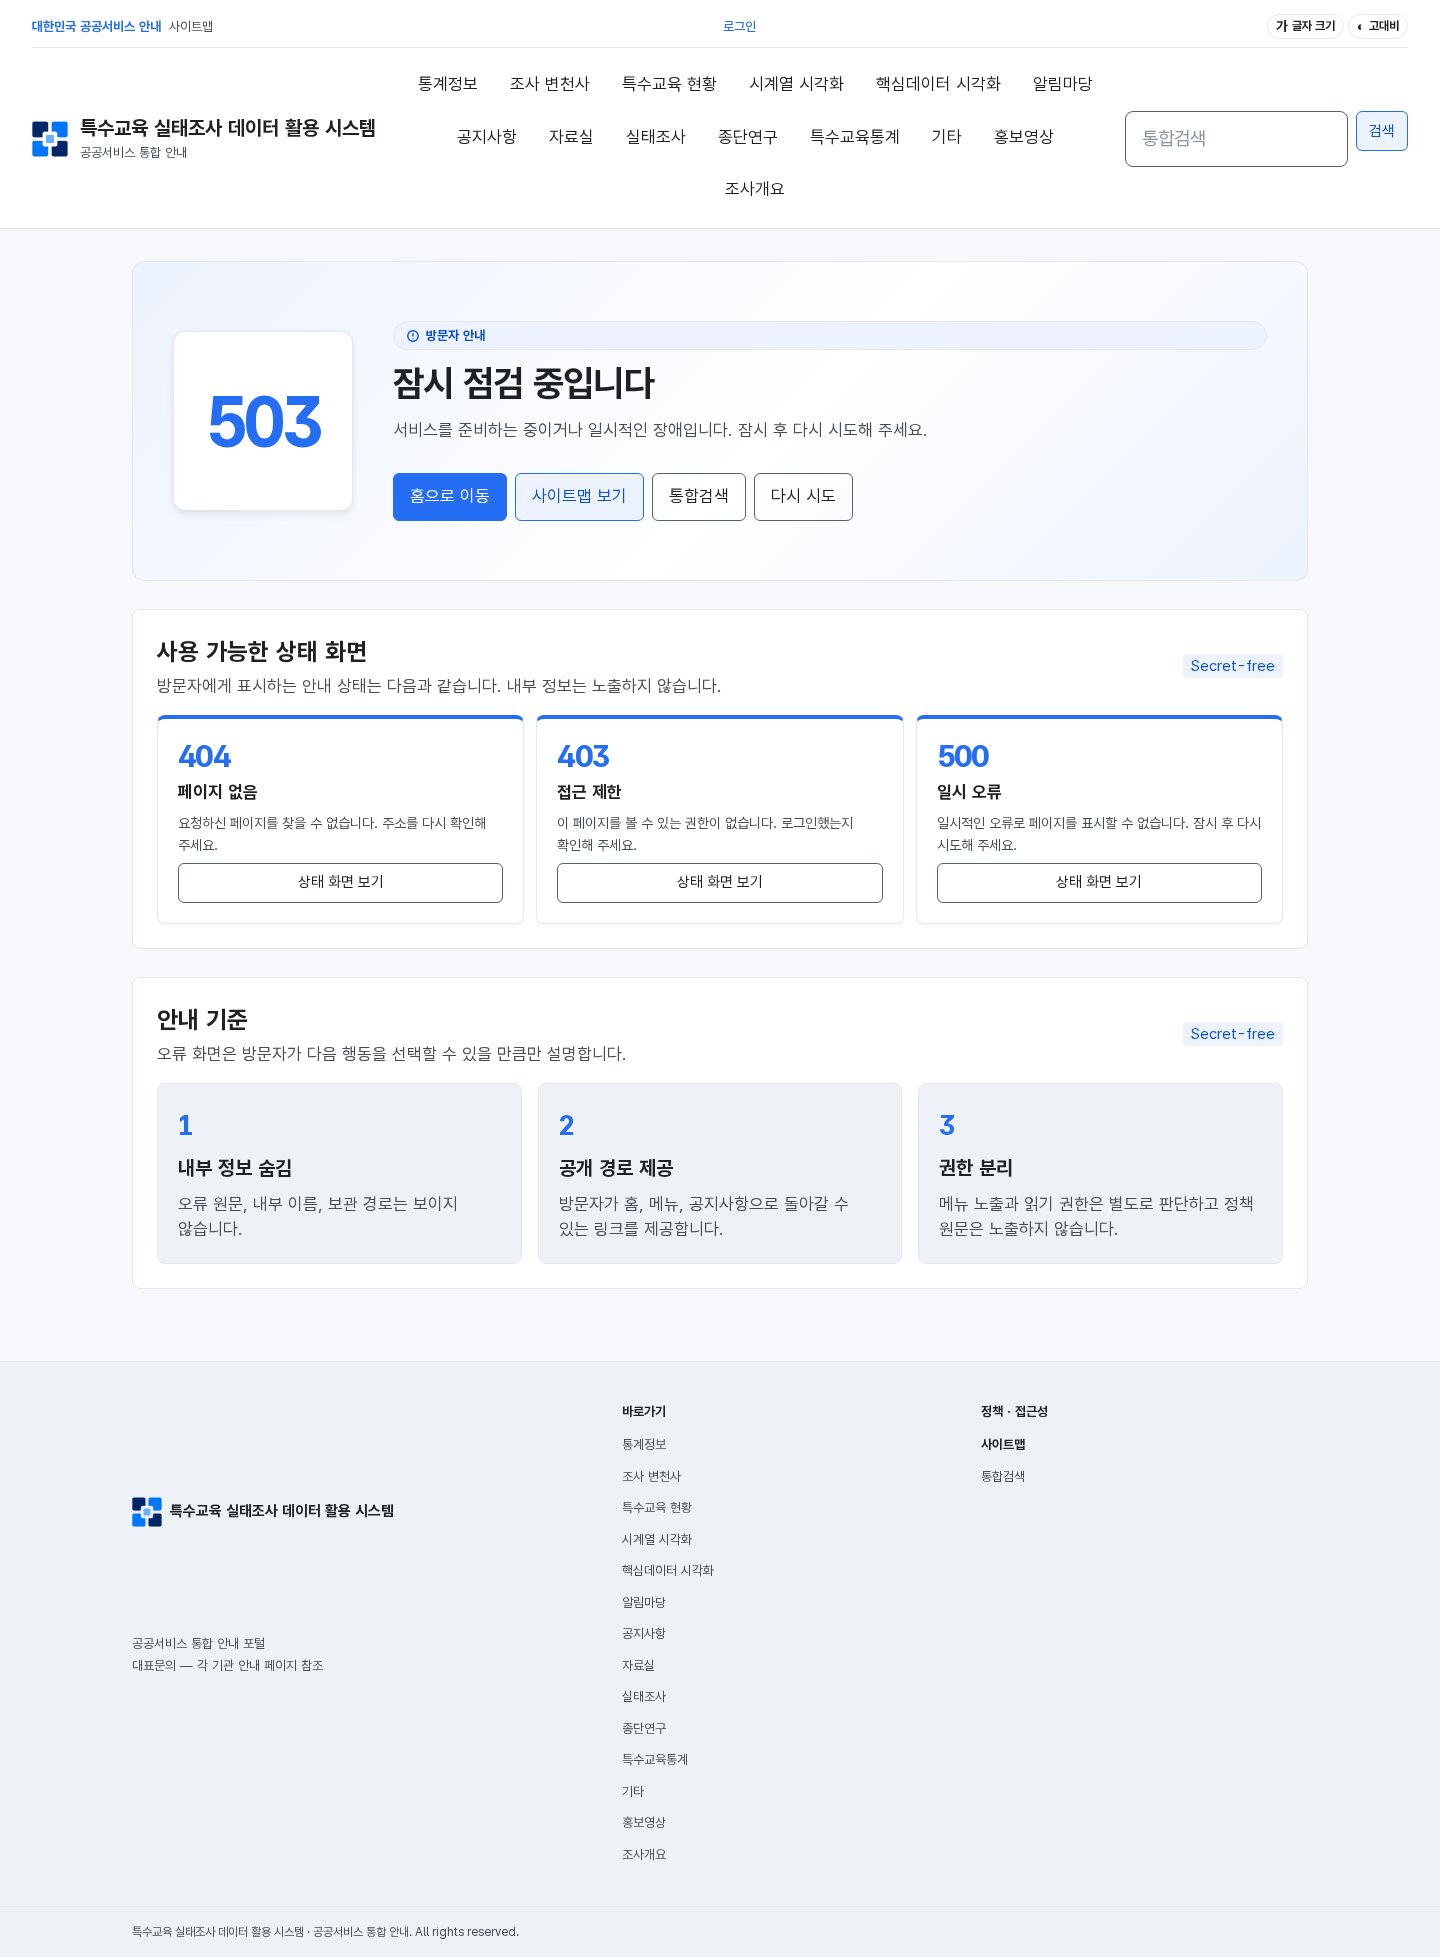 대한민국 공공서비스 안내 사이트맵
로그인
가 글자 크기
고대비
특수교육 실태조사 데이터 활용 시스템
공공서비스 통합 안내
통계정보 조사 변천사 특수교육 현황 시계열 시각화 핵심데이터 시각화 알림마당
공지사항 자료실 실태조사 종단연구 특수교육통계 기타 홍보영상
조사개요
통합검색
검색
503
방문자 안내
잠시 점검 중입니다
서비스를 준비하는 중이거나 일시적인 장애입니다. 잠시 후 다시 시도해 주세요.
홈으로 이동
사이트맵 보기
통합검색
다시 시도
사용 가능한 상태 화면
방문자에게 표시하는 안내 상태는 다음과 같습니다. 내부 정보는 노출하지 않습니다.
Secret-free
404
페이지 없음
요청하신 페이지를 찾을 수 없습니다. 주소를 다시 확인해
주세요.
상태 화면 보기
403
접근 제한
이 페이지를 볼 수 있는 권한이 없습니다. 로그인했는지
확인해 주세요.
상태 화면 보기
500
일시 오류
일시적인 오류로 페이지를 표시할 수 없습니다. 잠시 후 다시
시도해 주세요.
상태 화면 보기
안내 기준
오류 화면은 방문자가 다음 행동을 선택할 수 있을 만큼만 설명합니다.
Secret-free
1
내부 정보 숨김
오류 원문, 내부 이름, 보관 경로는 보이지
않습니다.
2
공개 경로 제공
방문자가 홈, 메뉴, 공지사항으로 돌아갈 수
있는 링크를 제공합니다.
3
권한 분리
메뉴 노출과 읽기 권한은 별도로 판단하고 정책
원문은 노출하지 않습니다.
특수교육 실태조사 데이터 활용 시스템
공공서비스 통합 안내 포털
대표문의 — 각 기관 안내 페이지 참조
바로가기
통계정보
조사 변천사
특수교육 현황
시계열 시각화
핵심데이터 시각화
알림마당
공지사항
자료실
실태조사
종단연구
특수교육통계
기타
홍보영상
조사개요
정책 · 접근성
사이트맵
통합검색
특수교육 실태조사 데이터 활용 시스템 · 공공서비스 통합 안내. All rights reserved.